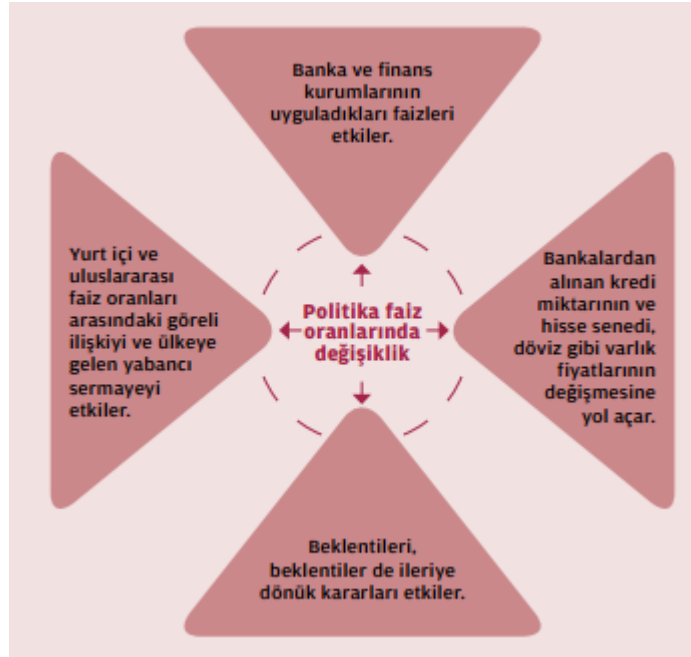 Banka ve finans
kurumlarının
uyguladıkları faizleri
etkiler.
Yurt içi ve
uluslararası
faiz oranları
arasındaki göreli
ilişkiyi ve ülkeye
gelen yabancı
sermayeyi
etkiler.
Politika faiz
oranlarında
değişiklik
Bankalardan
alınan kredi
miktarının ve
hisse senedi,
döviz gibi varlık
fiyatlarının
değişmesine
yol açar.
Beklentileri,
beklentiler de ileriye
dönük kararları etkiler.